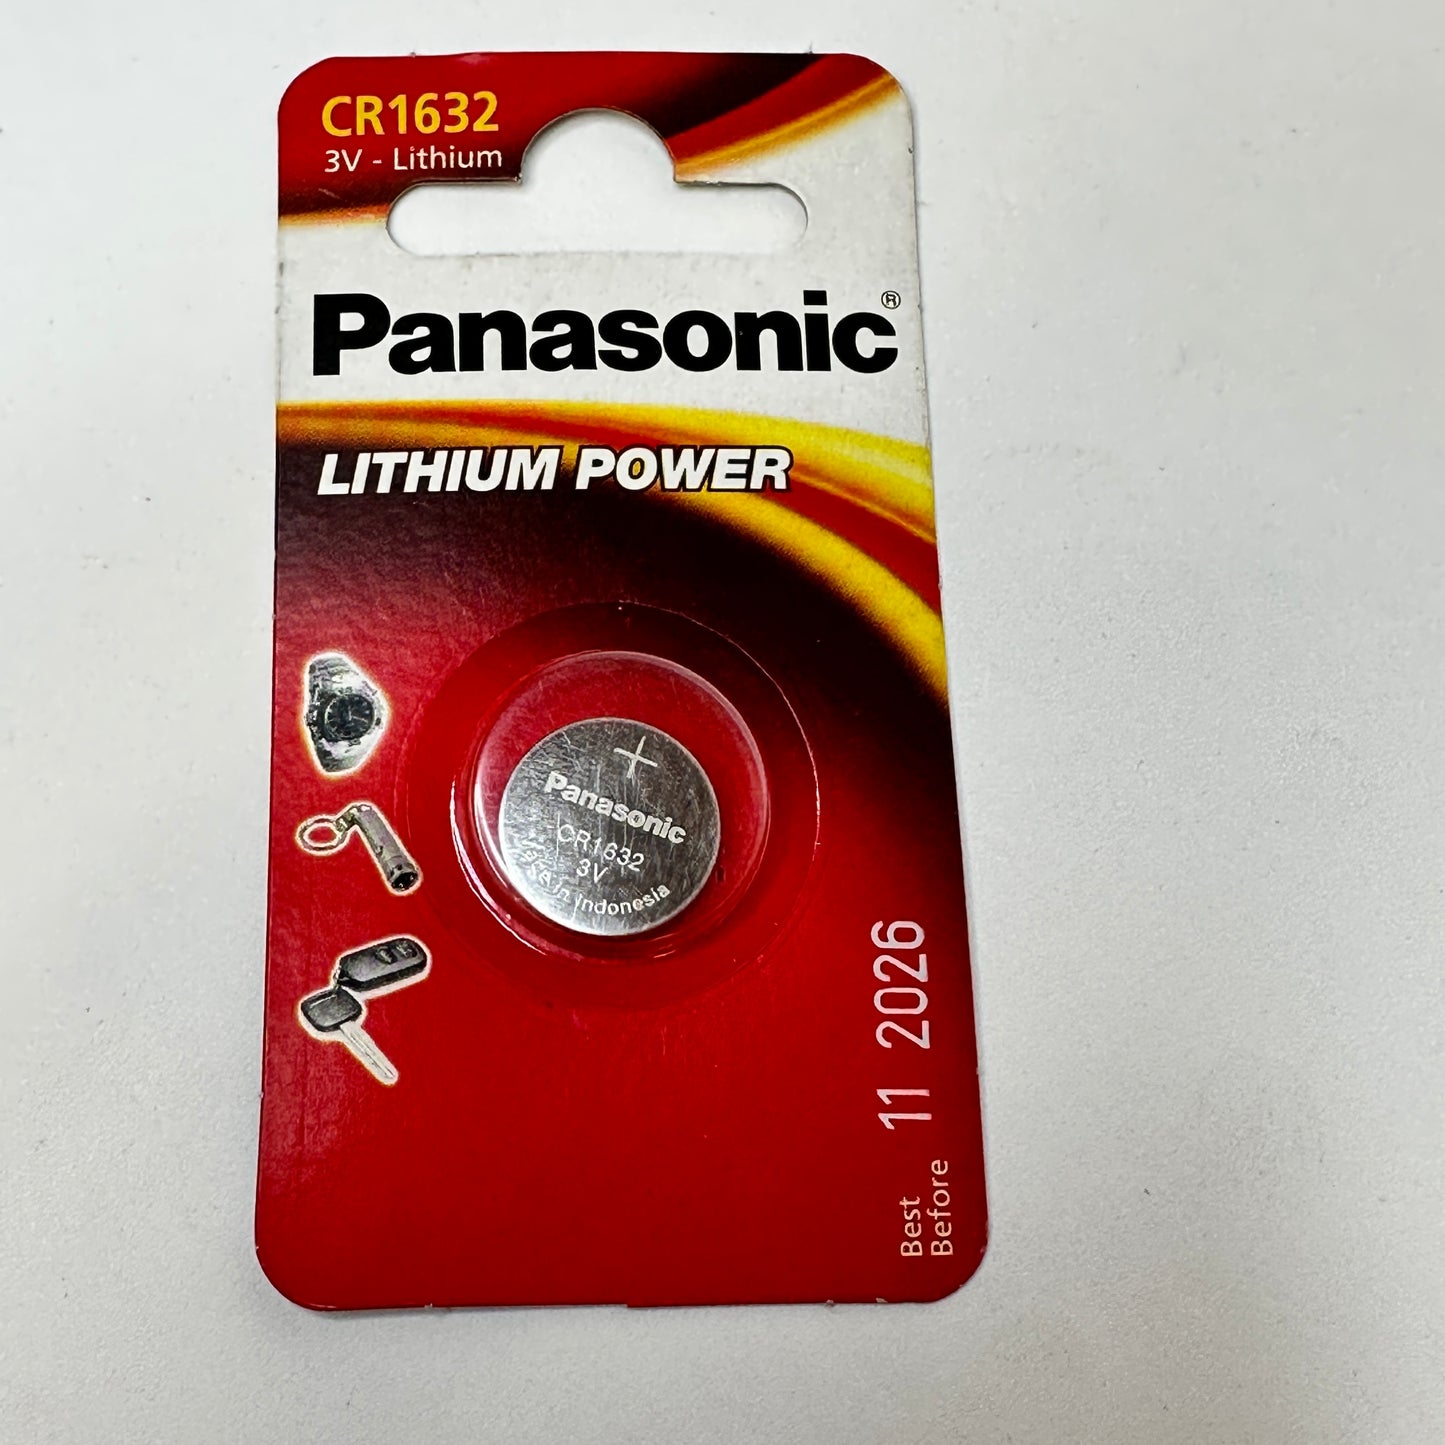 CR1632
3V - Lithium
Panasonic®
LITHIUM POWER
+
Panasonic
CR1632
3V
in Indonesia
11 2026
Best
Before